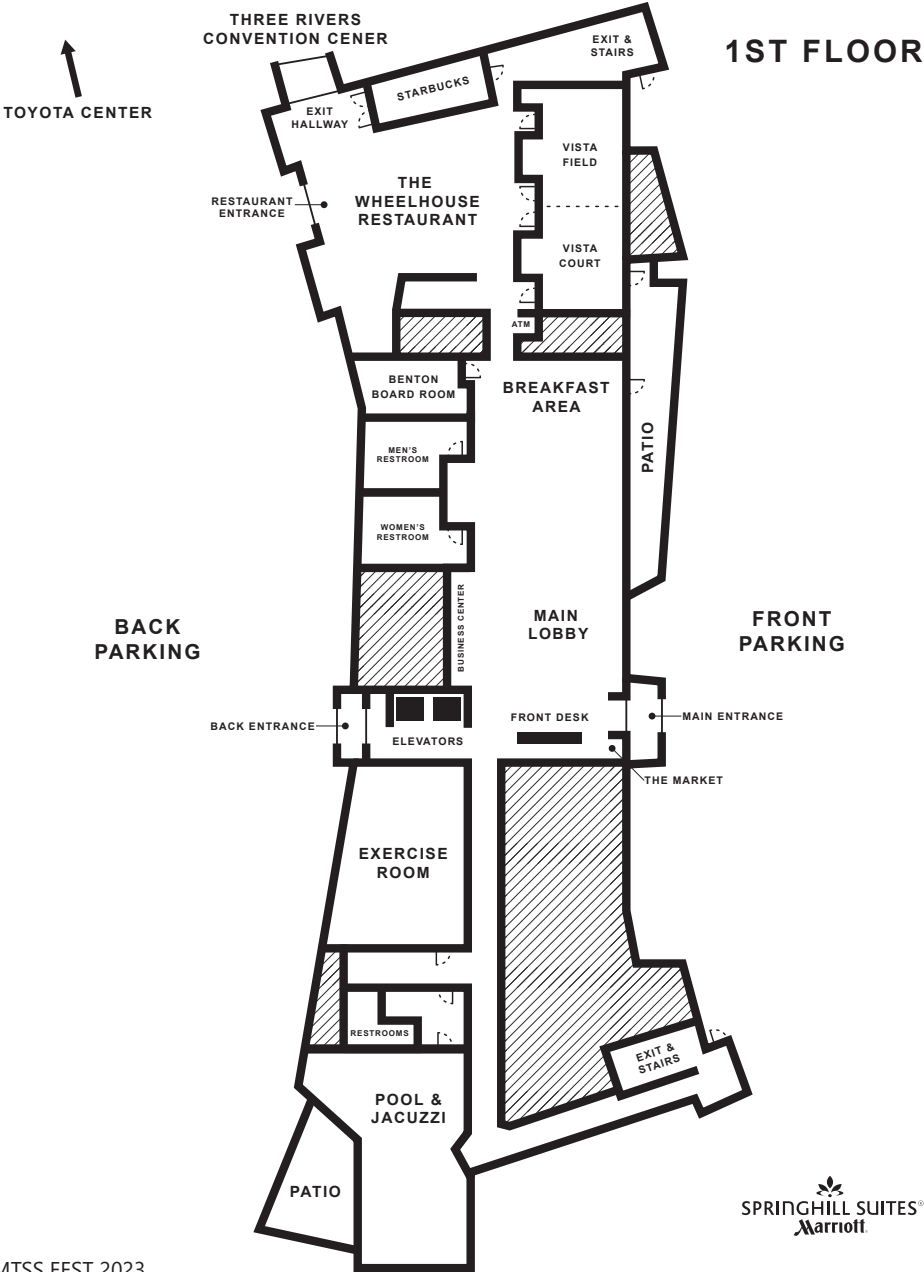 THREE RIVERS
CONVENTION CENER
1ST FLOOR
TOYOTA CENTER
EXIT &
STAIRS
STARBUCKS
EXIT
HALLWAY
VISTA
FIELD
THE
WHEELHOUSE
RESTAURANT
RESTAURANT
ENTRANCE
VISTA
COURT
ATM
BENTON
BOARD ROOM
BREAKFAST
AREA
PATIO
MEN'S
RESTROOM
WOMEN'S
RESTROOM
BUSINESS CENTER
BACK
PARKING
MAIN
LOBBY
FRONT
PARKING
BACK ENTRANCE
ELEVATORS
FRONT DESK
MAIN ENTRANCE
THE MARKET
EXERCISE
ROOM
RESTROOMS
EXIT &
STAIRS
POOL &
JACUZZI
PATIO
SPRINGHILL SUITES®
Marriott.
MTSS FEST 2023